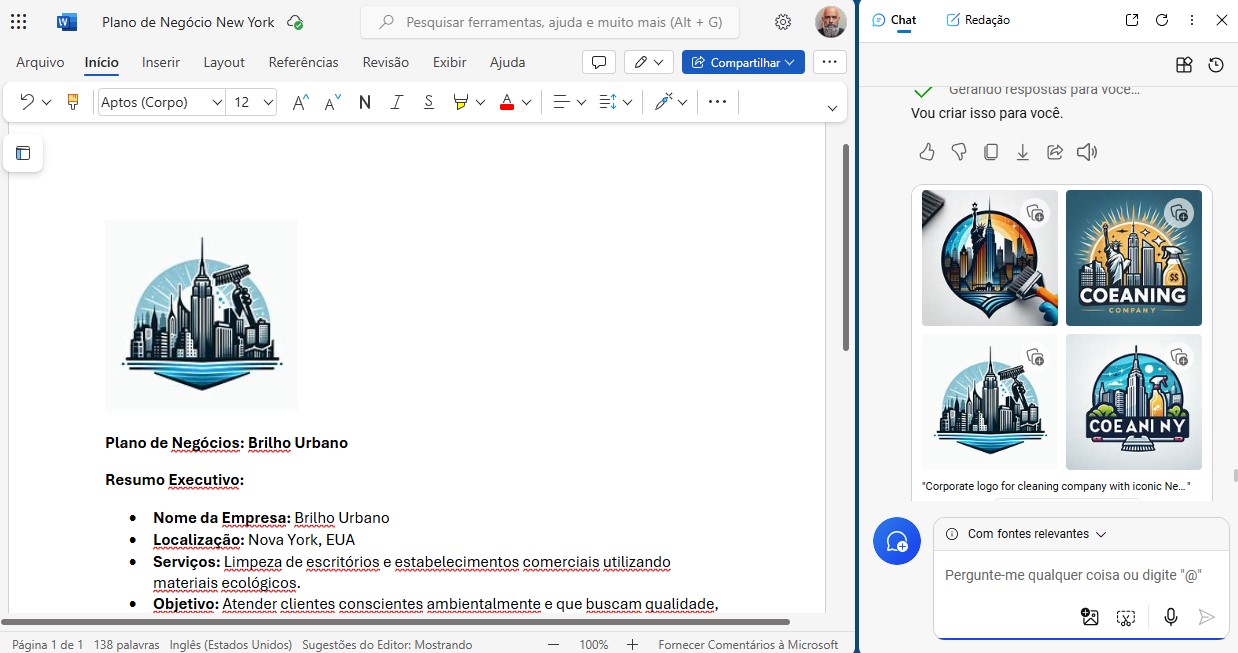 Plano de Negócio New York
Pesquisar ferramentas, ajuda e muito mais (Alt + G)
Arquivo Início Inserir Layout Referências Revisão Exibir Ajuda
Compartilhar
Aptos (Corpo) 12
N I S A
Plano de Negócios: Brilho Urbano
Resumo Executivo:
• Nome da Empresa: Brilho Urbano
• Localização: Nova York, EUA
• Serviços: Limpeza de escritórios e estabelecimentos comerciais utilizando
materiais ecológicos.
• Objetivo: Atender clientes conscientes ambientalmente e que buscam qualidade,
Página 1 de 1 138 palavras Inglês (Estados Unidos) Sugestões do Editor: Mostrando 100% Fornecer Comentários à Microsoft
Chat Redação
Gerando respostas para você...
Vou criar isso para você.
$$
COEANING
COMPANY
COEANI NY
"Corporate logo for cleaning company with iconic Ne..."
Com fontes relevantes
Pergunte-me qualquer coisa ou digite "@"